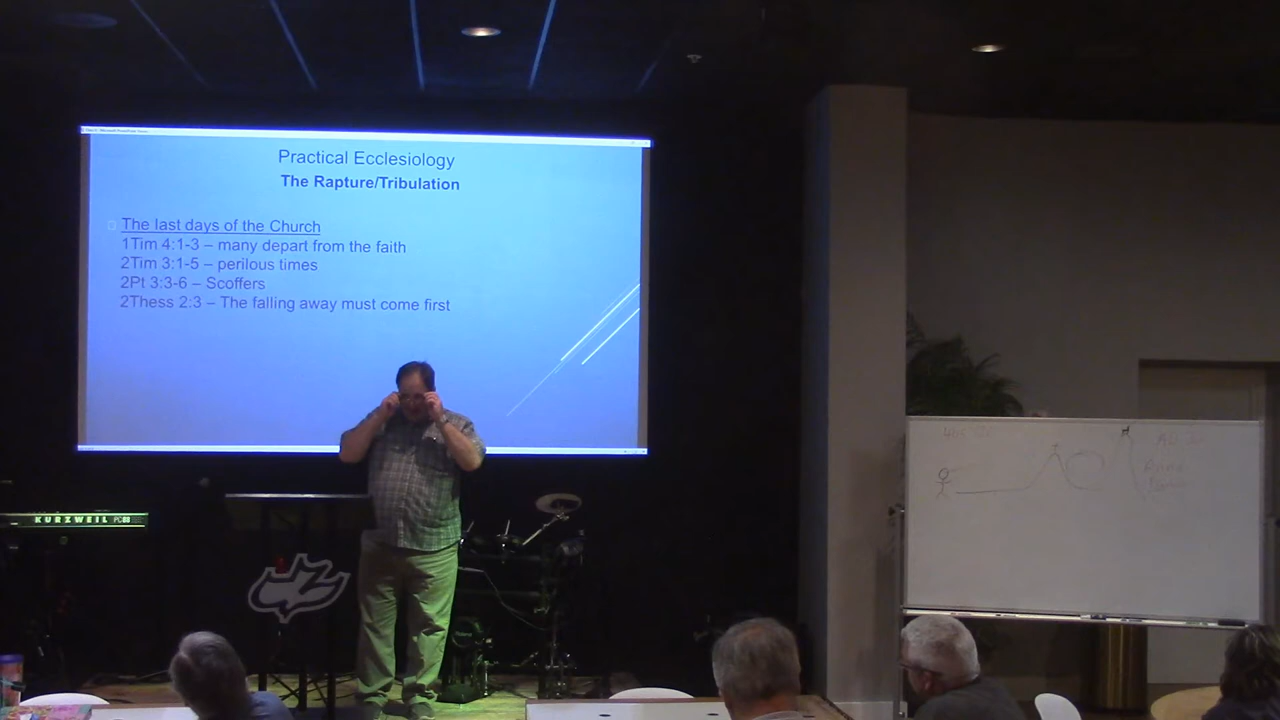 Practical Ecclesiology
The Rapture/Tribulation
The last days of the Church
1Tim 4:1-3 – many depart from the faith
2Tim 3:1-5 – perilous times
2Pt 3:3-6 – Scoffers
2Thess 2:3 – The falling away must come first
KURZWEIL PC88